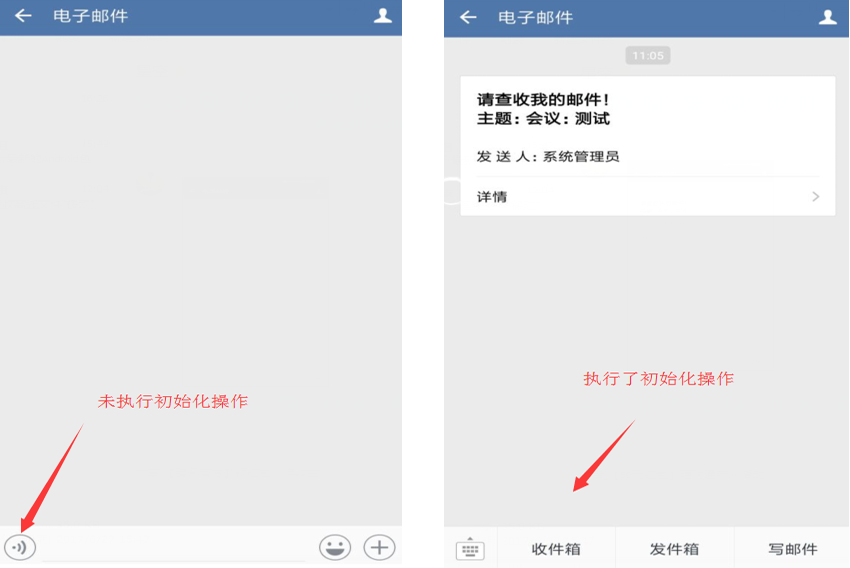 电子邮件
未执行初始化操作
电子邮件
11:05
请查收我的邮件!
主题: 会议: 测试
发 送 人: 系统管理员
详情
执行了初始化操作
收件箱
发件箱
写邮件